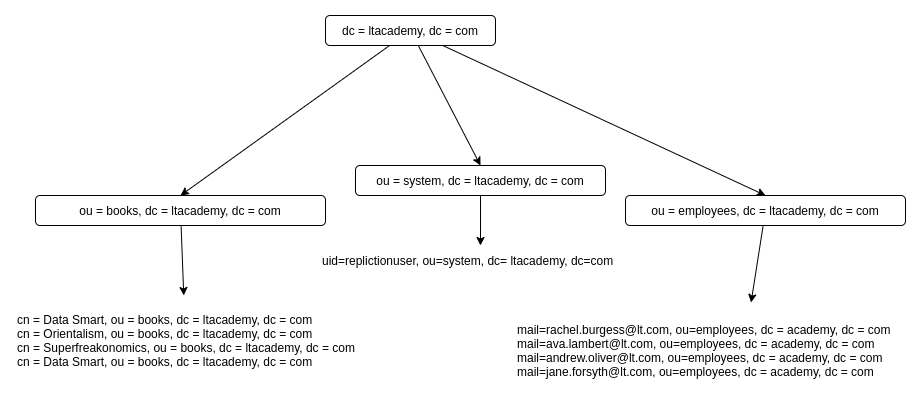 dc = ltacademy, dc = com
ou = system, dc = ltacademy, dc = com
ou = books, dc = ltacademy, dc = com
ou = employees, dc = ltacademy, dc = com
uid=replictionuser, ou=system, dc= ltacademy, dc=com
cn = Data Smart, ou = books, dc = ltacademy, dc = com
cn = Orientalism, ou = books, dc = ltacademy, dc = com
cn = Superfreakonomics, ou = books, dc = ltacademy, dc = com
cn = Data Smart, ou = books, dc = ltacademy, dc = com
mail=rachel.burgess@lt.com, ou=employees, dc = academy, dc = com
mail=ava.lambert@lt.com, ou=employees, dc = academy, dc = com
mail=andrew.oliver@lt.com, ou=employees, dc = academy, dc = com
mail=jane.forsyth@lt.com, ou=employees, dc = academy, dc = com